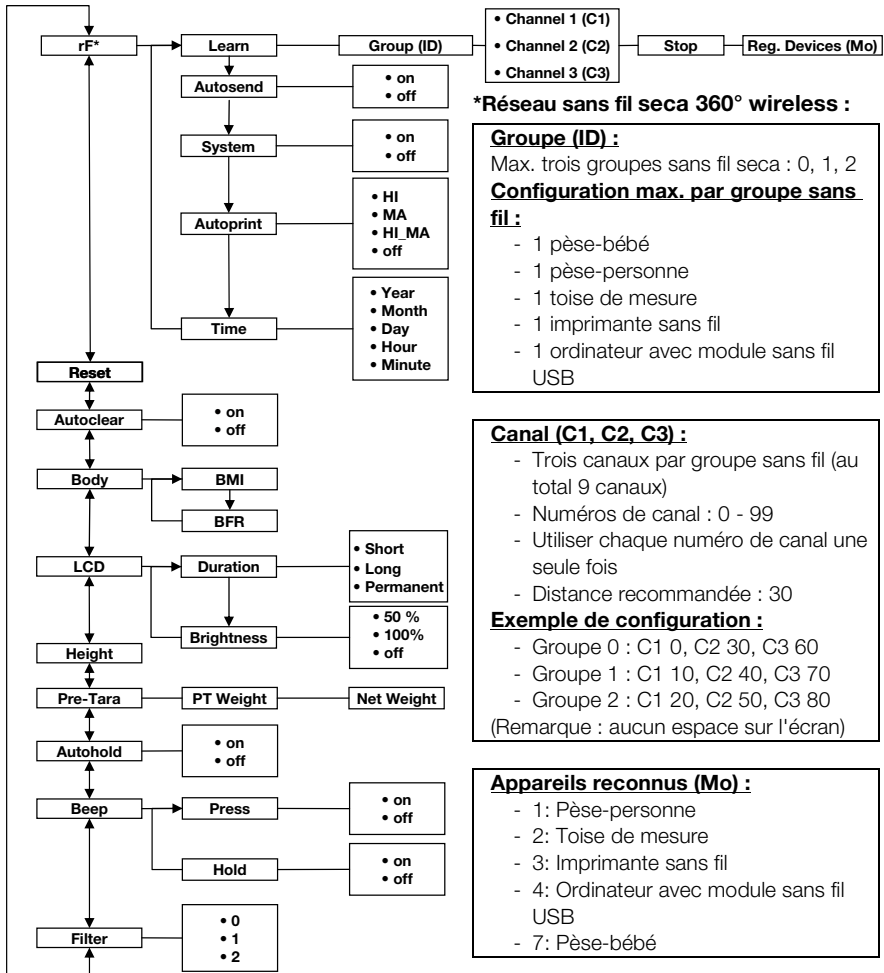 rF*
Learn
Group (ID)
• Channel 1 (C1)
• Channel 2 (C2)
• Channel 3 (C3)
Stop
Reg. Devices (Mo)
Autosend
• on
• off
System
• on
• off
Autoprint
• HI
• MA
• HI_MA
• off
Time
• Year
• Month
• Day
• Hour
• Minute
Reset
Autoclear
• on
• off
Body
BMI
BFR
LCD
Duration
• Short
• Long
• Permanent
Brightness
• 50 %
• 100%
• off
Height
Pre-Tara
PT Weight
Net Weight
Autohold
• on
• off
Beep
Press
• on
• off
Hold
• on
• off
Filter
• 0
• 1
• 2
*Réseau sans fil seca 360° wireless :
Groupe (ID) :
Max. trois groupes sans fil seca : 0, 1, 2
Configuration max. par groupe sans
fil :
- 1 pèse-bébé
- 1 pèse-personne
- 1 toise de mesure
- 1 imprimante sans fil
- 1 ordinateur avec module sans fil
USB
Canal (C1, C2, C3) :
- Trois canaux par groupe sans fil (au
total 9 canaux)
- Numéros de canal : 0 - 99
- Utiliser chaque numéro de canal une
seule fois
- Distance recommandée : 30
Exemple de configuration :
- Groupe 0 : C1 0, C2 30, C3 60
- Groupe 1 : C1 10, C2 40, C3 70
- Groupe 2 : C1 20, C2 50, C3 80
(Remarque : aucun espace sur l'écran)
Appareils reconnus (Mo) :
- 1: Pèse-personne
- 2: Toise de mesure
- 3: Imprimante sans fil
- 4: Ordinateur avec module sans fil
USB
- 7: Pèse-bébé